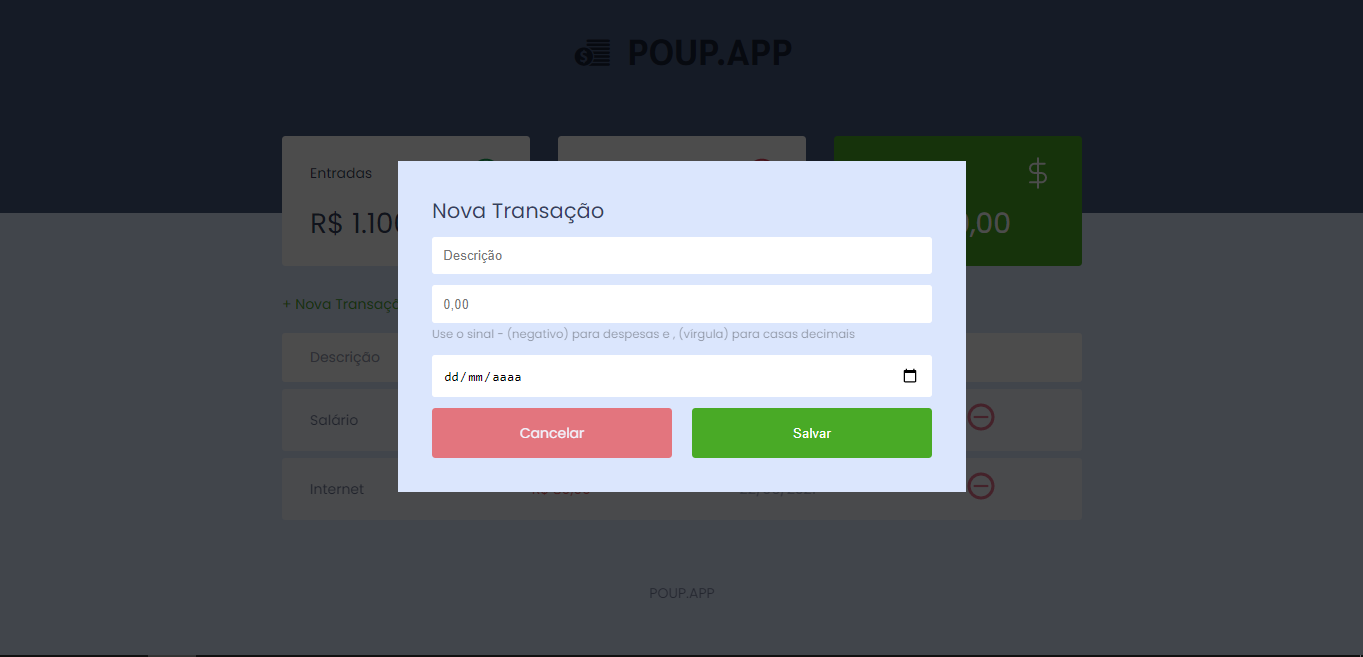 POUP.APP
Entradas
R$ 1.100
0,00
Nova Transação
Descrição
0,00
Use o sinal - (negativo) para despesas e , (vírgula) para casas decimais
dd/mm/aaaa
Cancelar
Salvar
+ Nova Transaçã
Descrição
Salário
Internet
POUP.APP